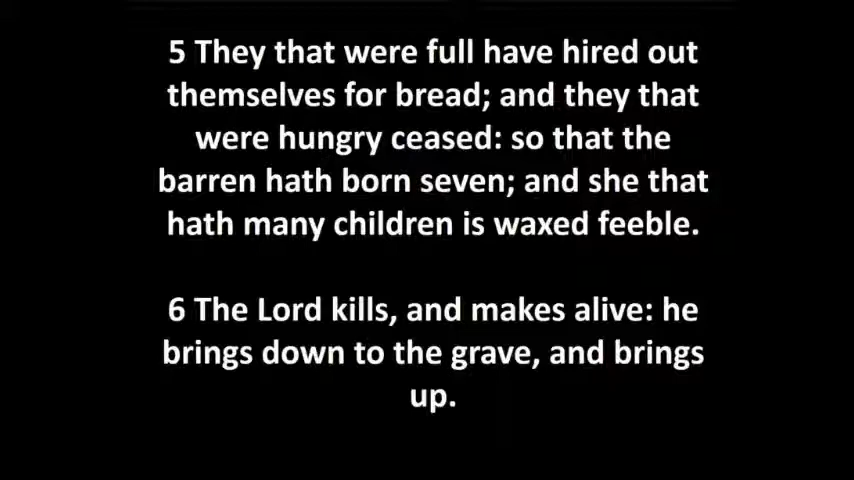 5 They that were full have hired out
themselves for bread; and they that
were hungry ceased: so that the
barren hath born seven; and she that
hath many children is waxed feeble.
6 The Lord kills, and makes alive: he
brings down to the grave, and brings
up.